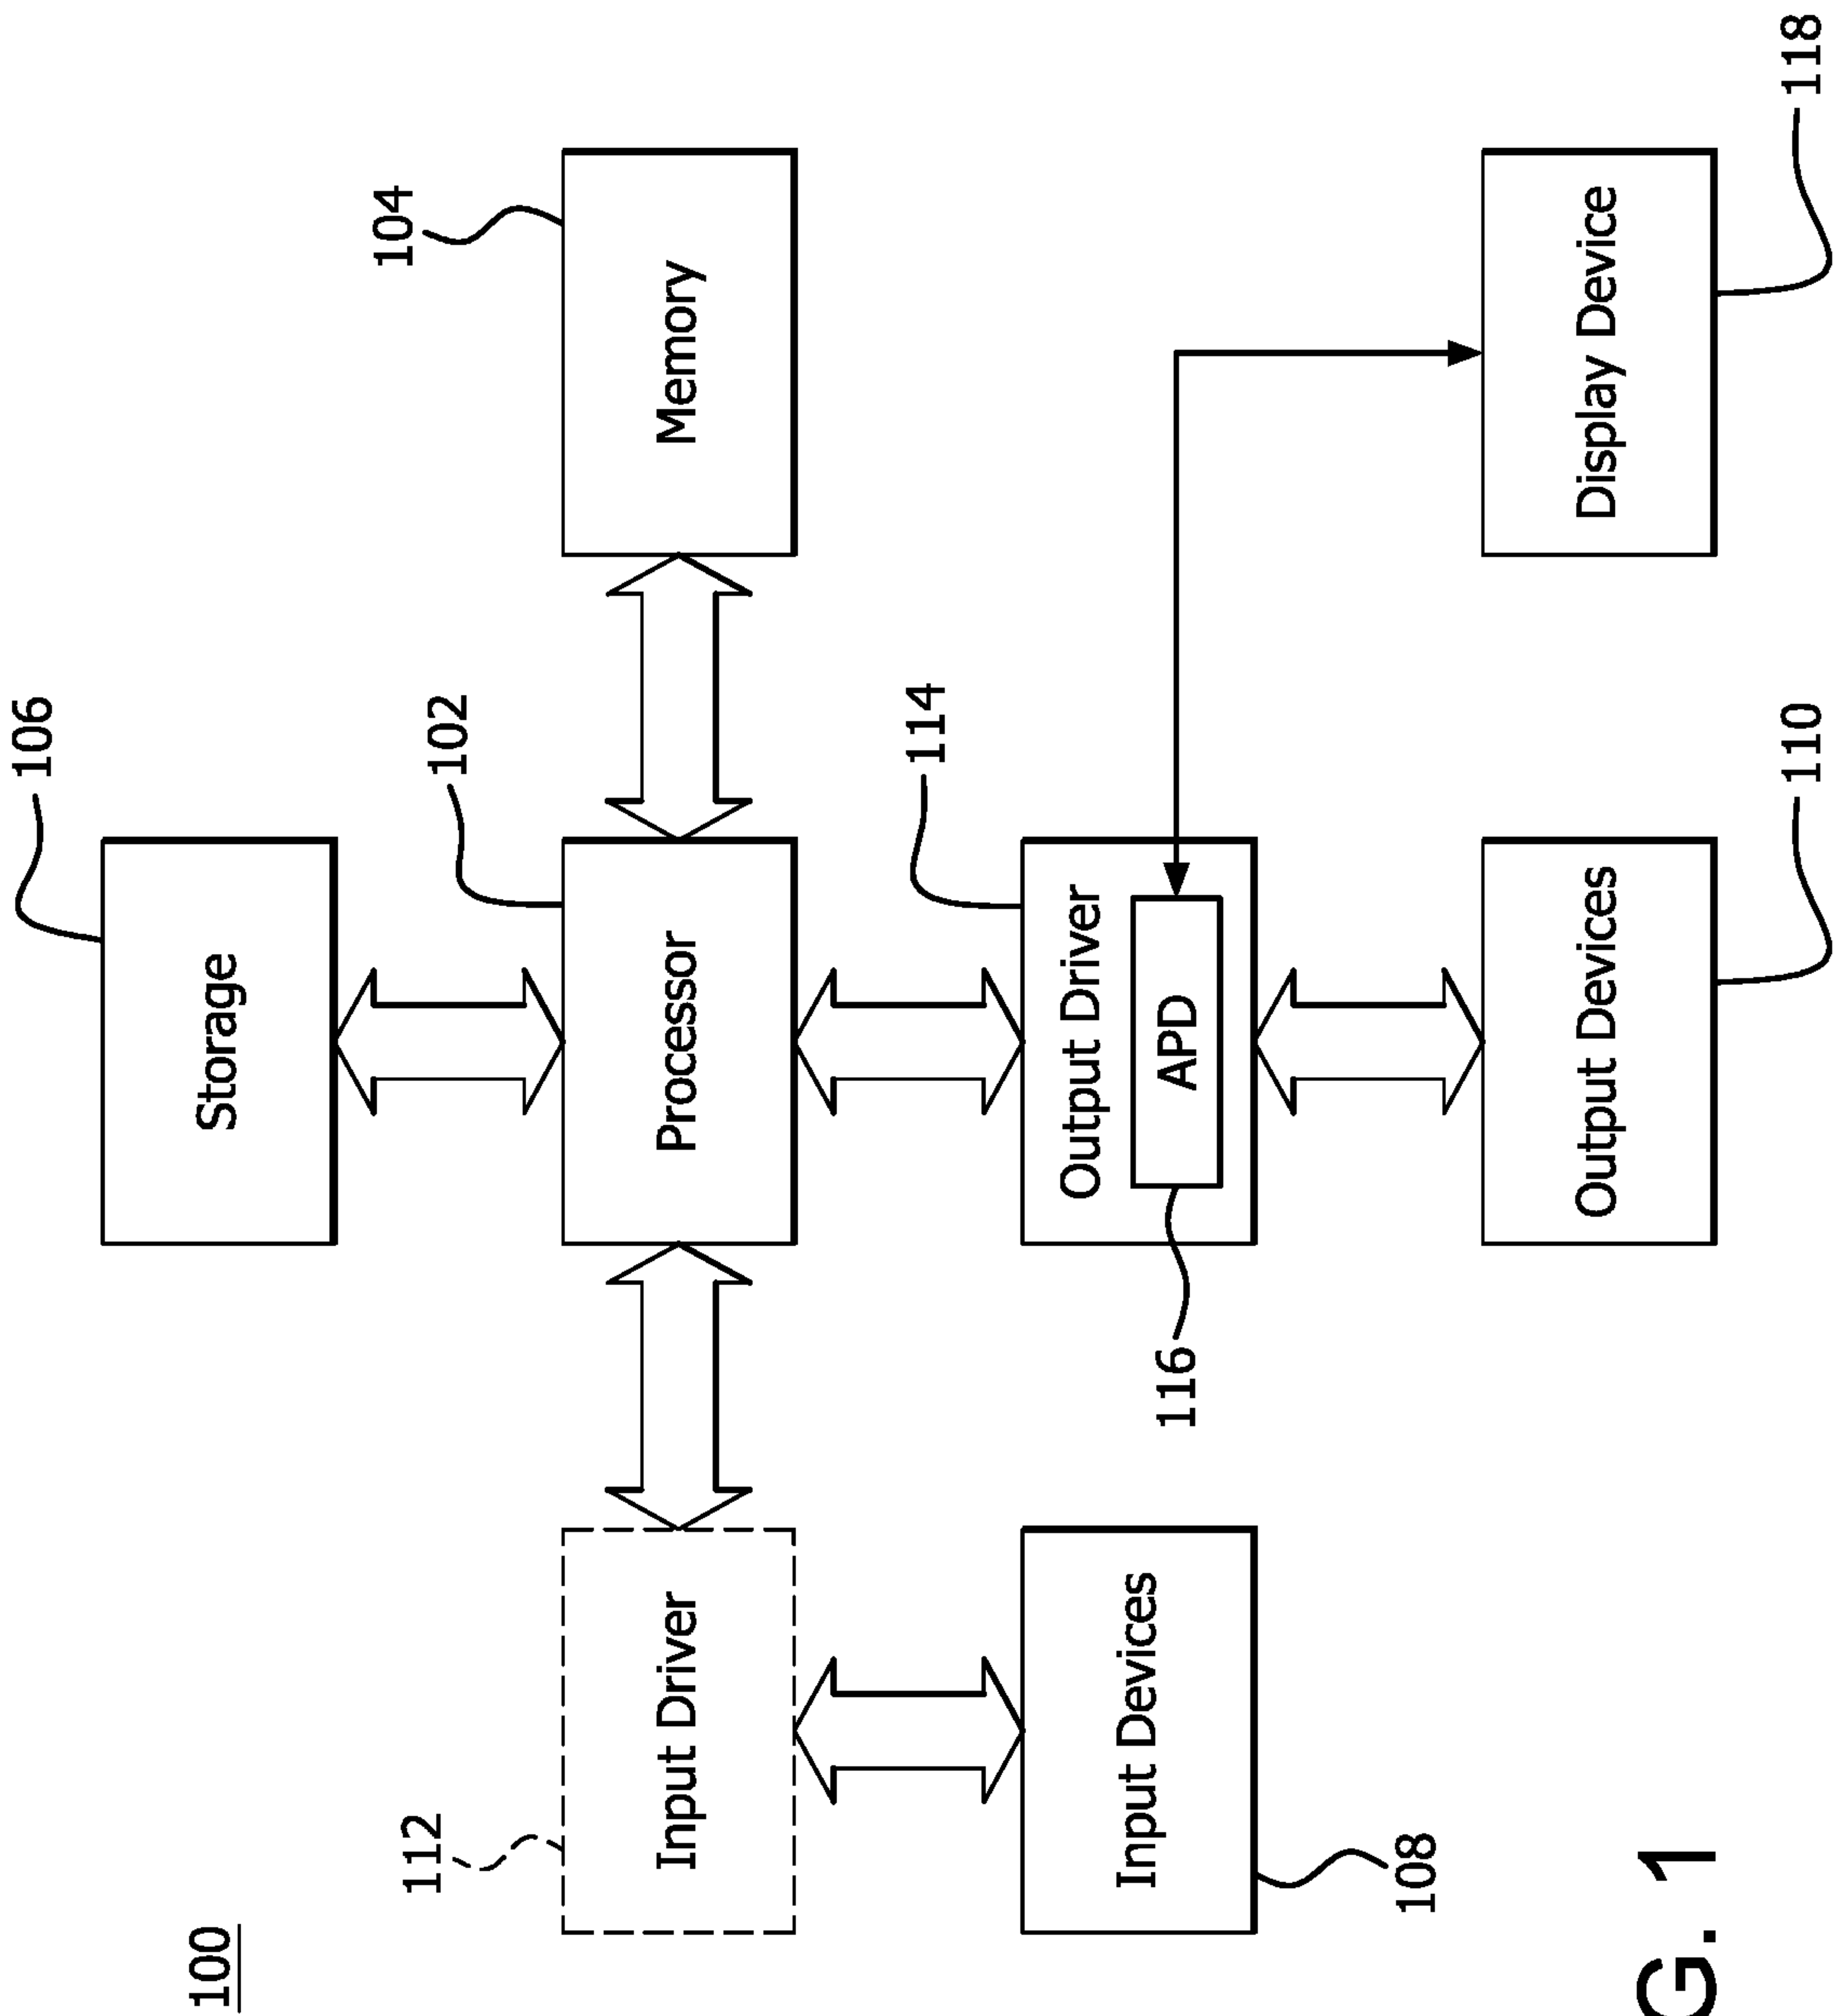 100
106
Storage
112
102
104
Input Driver
Processor
Memory
114
Output Driver
Input Devices
116
APD
108
Output Devices
Display Device
110
118
G. 1